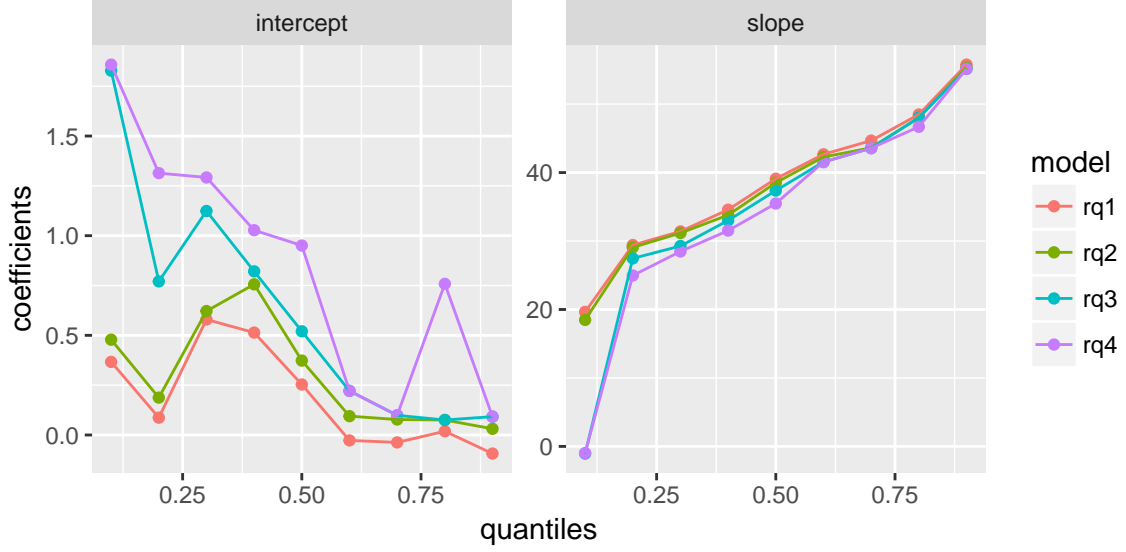 intercept
slope
coefficients
1.5
1.0
0.5
0.0
40
20
0
0.25
0.50
0.75
0.25
0.50
0.75
quantiles
model
rq1
rq2
rq3
rq4